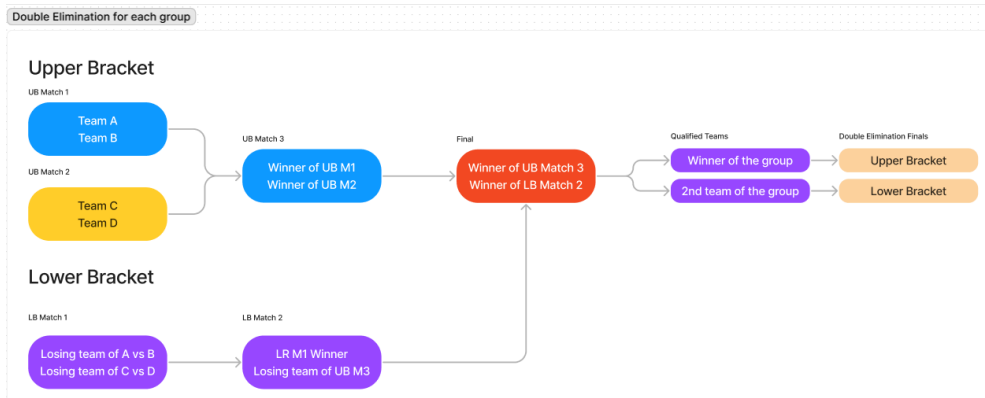 Double Elimination for each group
Upper Bracket
UB Match 1
Team A
Team B
UB Match 2
Team C
Team D
UB Match 3
Winner of UB M1
Winner of UB M2
Final
Winner of UB Match 3
Winner of LB Match 2
Qualified Teams
Winner of the group
2nd team of the group
Double Elimination Finals
Upper Bracket
Lower Bracket
Lower Bracket
LB Match 1
Losing team of A vs B
Losing team of C vs D
LB Match 2
LR M1 Winner
Losing team of UB M3